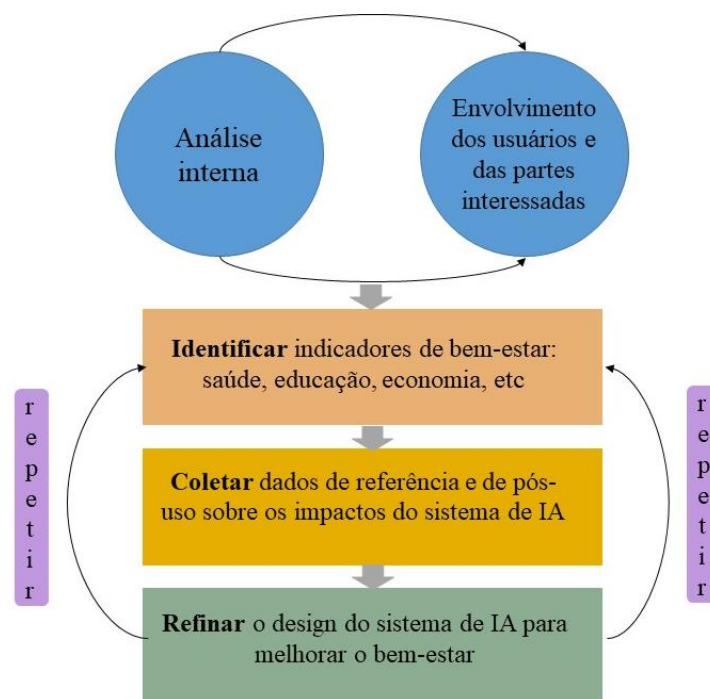 Análise
interna
Envolvimento
dos usuários e
das partes
interessadas
Identificar indicadores de bem-estar:
saúde, educação, economia, etc
Coletar dados de referência e de pós-
uso sobre os impactos do sistema de IA
Refinar o design do sistema de IA para
melhorar o bem-estar
repetir
repetir